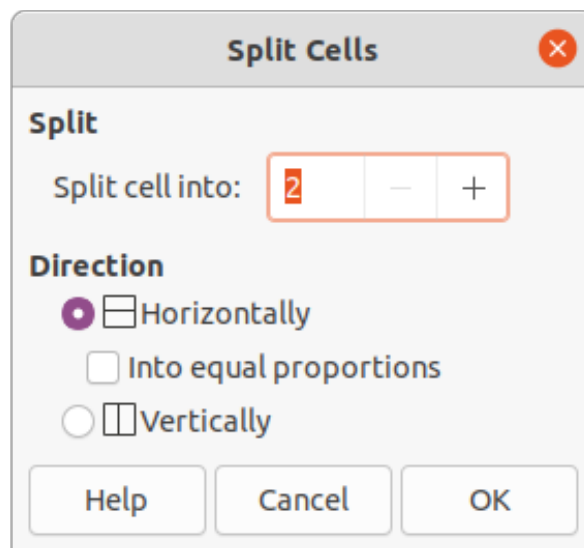 Split Cells
Split
Split cell into: 2
Direction
Horizontally
Into equal proportions
Vertically
Help Cancel OK